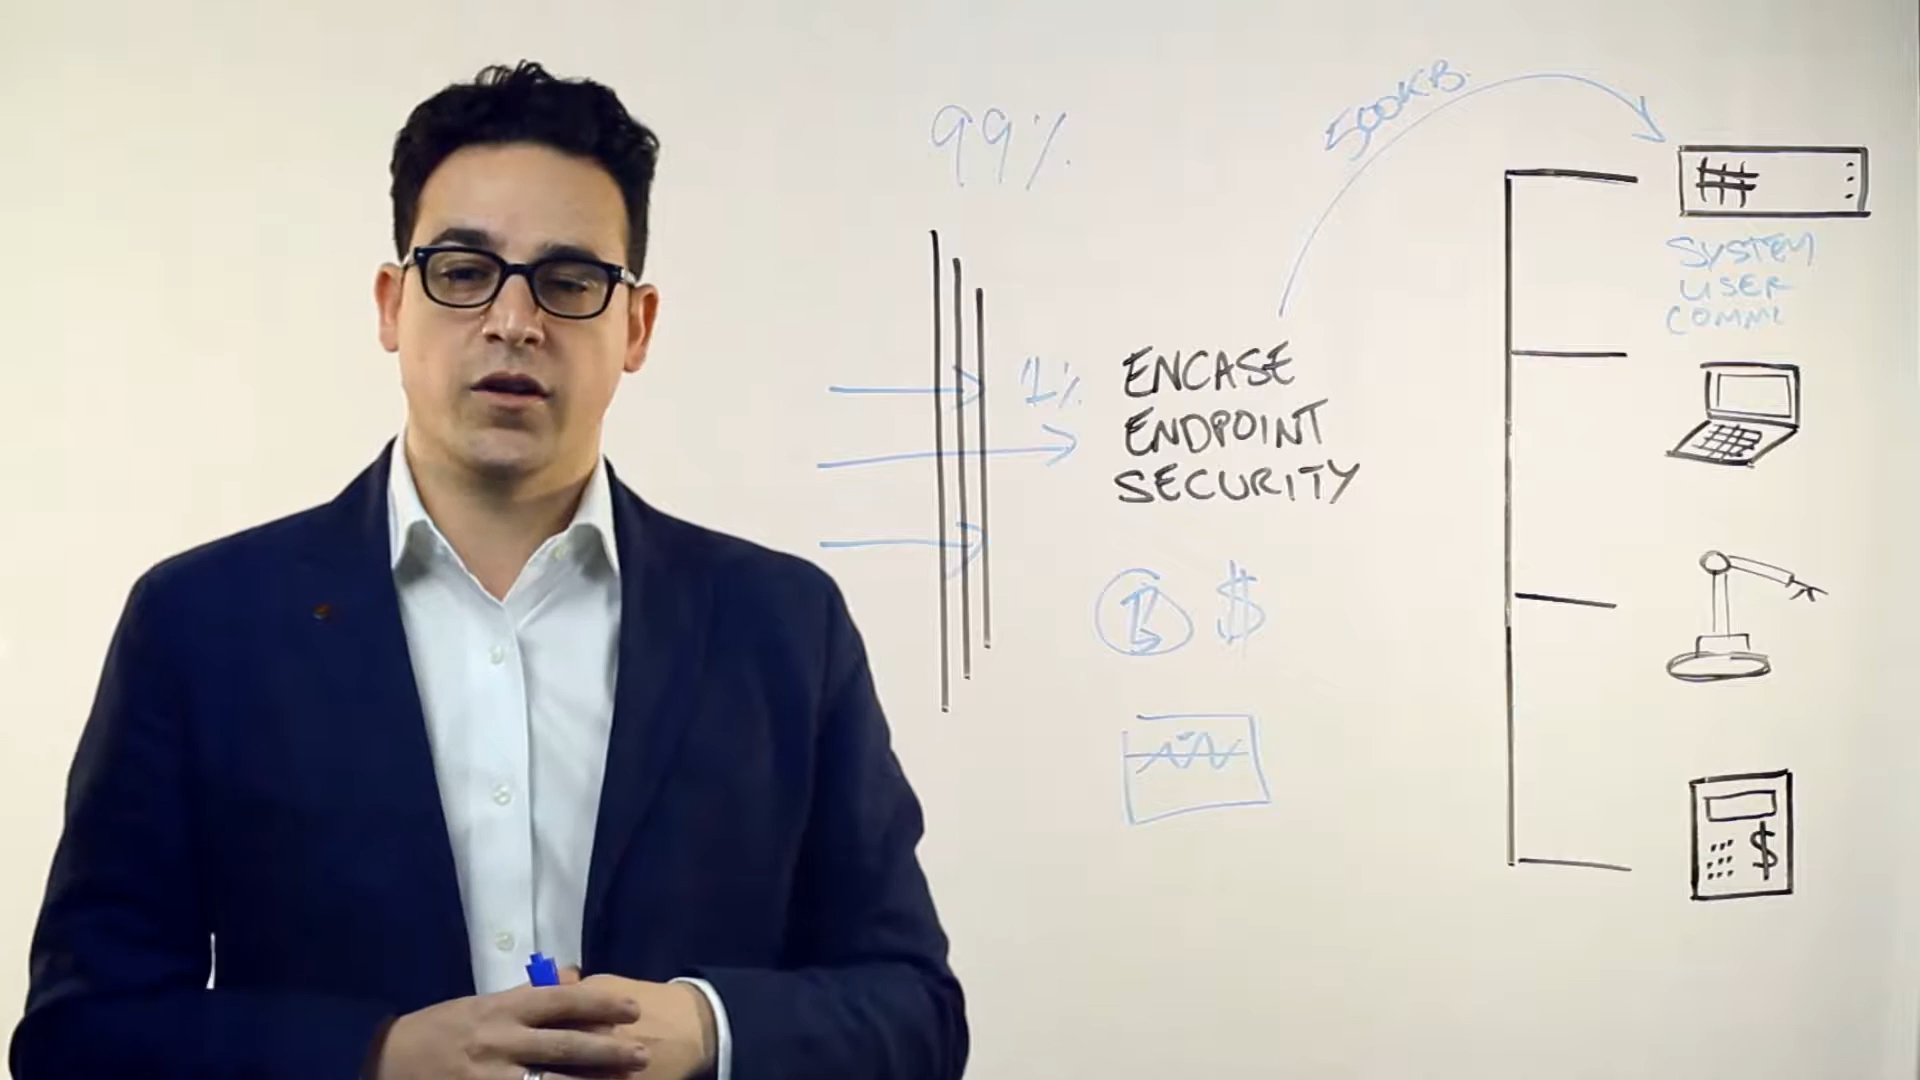 99%
500KB
1%
ENCASE
ENDPOINT
SECURITY
B $
SYSTEM
USER
COMM
$